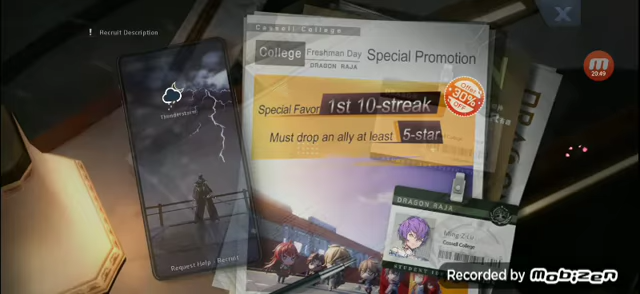 ! Recruit Description
Cassell College
College Freshman Day
DRAGON RAJA
Special Promotion
Offer
30%
OFF
Special Favor 1st 10-streak
Must drop an ally at least 5-star
Thunderstorm
DRAGON RAJA
Cassell College
Request Help · Recruit
STUDENT
20:49
Recorded by mobizen